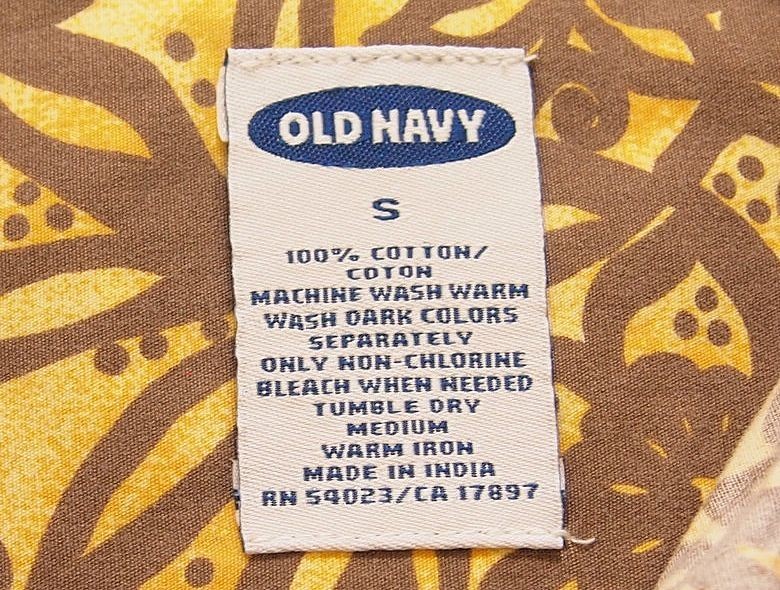 OLD NAVY
S
100% COTTON/
COTON
MACHINE WASH WARM
WASH DARK COLORS
SEPARATELY
ONLY NON-CHLORINE
BLEACH WHEN NEEDED
TUMBLE DRY
MEDIUM
WARM IRON
MADE IN INDIA
RN 54023/CA 17897